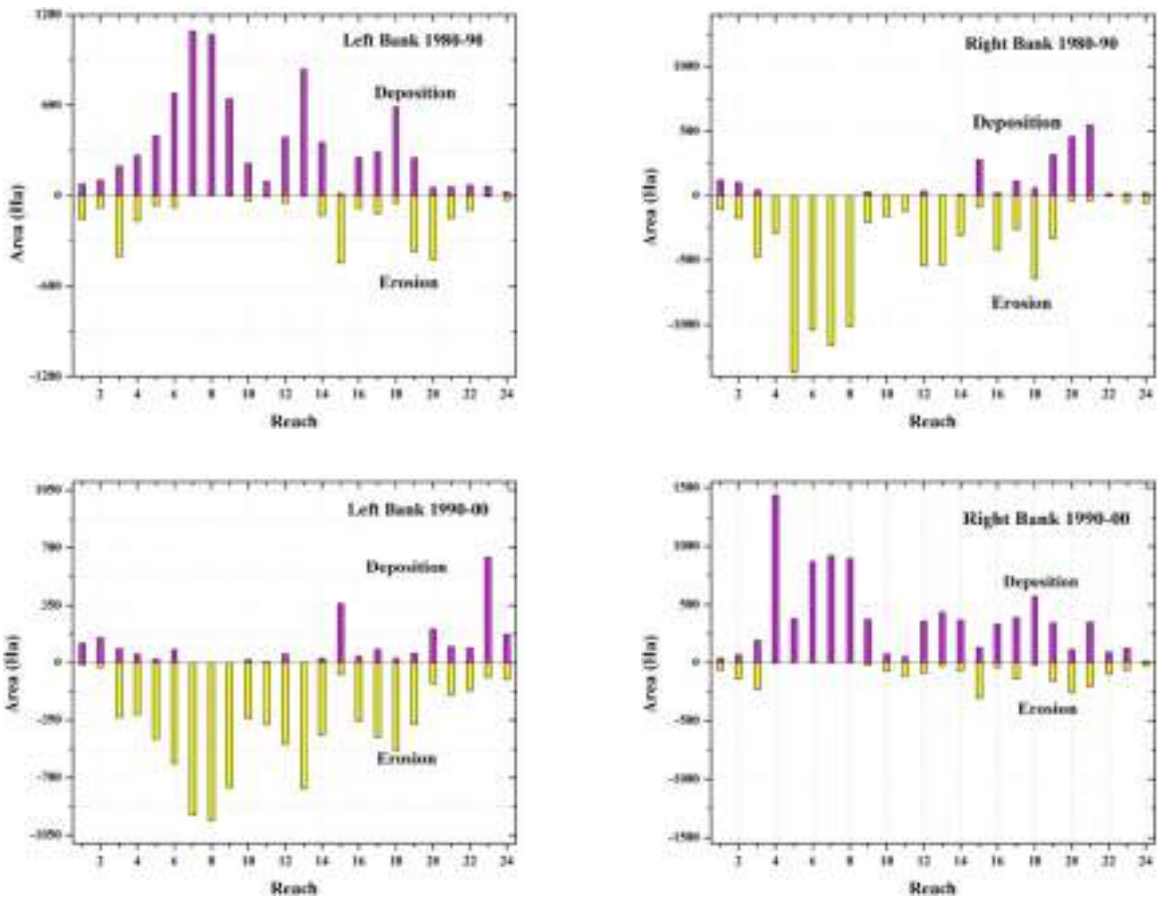 1200
600
0
-600
-1200
Area (Ha)
Left Bank 1980-90
Deposition
Erosion
2 4 6 8 10 12 14 16 18 20 22 24
Reach
1000
500
0
-500
-1000
Area (Ha)
Right Bank 1980-90
Deposition
Erosion
2 4 6 8 10 12 14 16 18 20 22 24
Reach
1050
700
350
0
-350
-700
-1050
Area (Ha)
Left Bank 1990-00
Deposition
Erosion
2 4 6 8 10 12 14 16 18 20 22 24
Reach
1500
1000
500
0
-500
-1000
-1500
Area (Ha)
Right Bank 1990-00
Deposition
Erosion
2 4 6 8 10 12 14 16 18 20 22 24
Reach